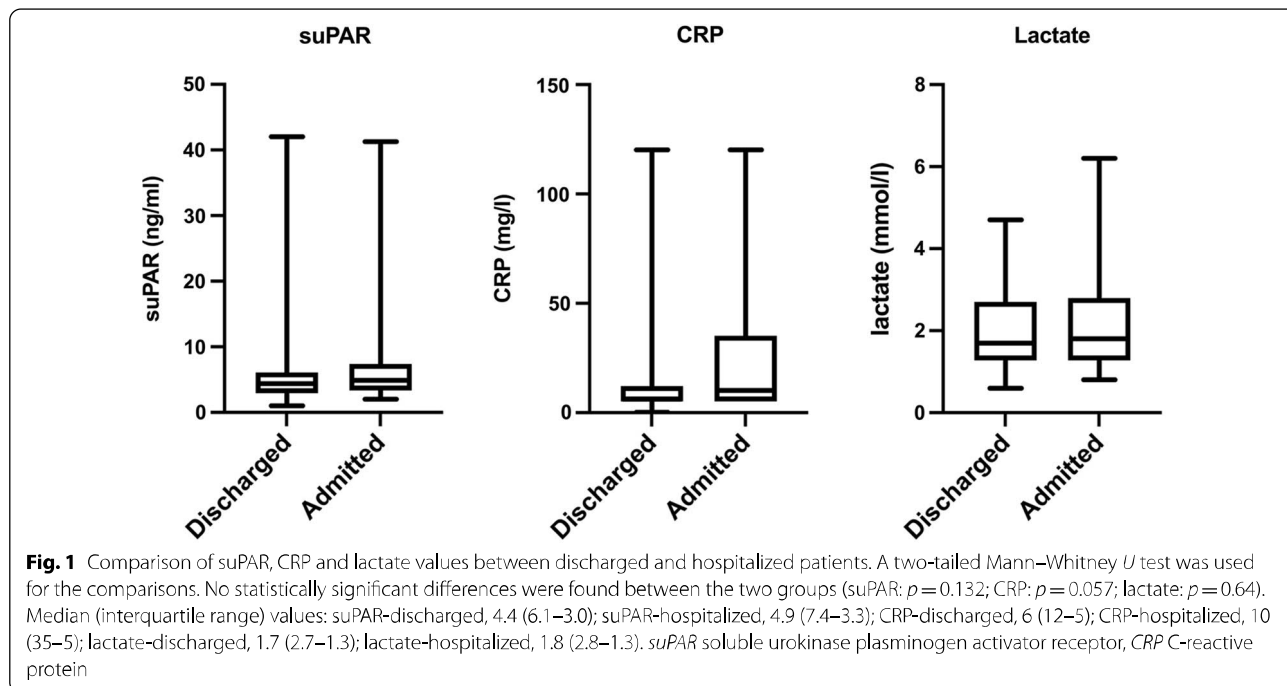 suPAR
CRP
Lactate
50
40
30
20
10
0
suPAR (ng/ml)
Discharged
Admitted
150
100
50
0
CRP (mg/l)
Discharged
Admitted
8
6
4
2
0
lactate (mmol/l)
Discharged
Admitted
Fig. 1 Comparison of suPAR, CRP and lactate values between discharged and hospitalized patients. A two-tailed Mann–Whitney U test was used
for the comparisons. No statistically significant differences were found between the two groups (suPAR: p = 0.132; CRP: p = 0.057; lactate: p = 0.64).
Median (interquartile range) values: suPAR-discharged, 4.4 (6.1–3.0); suPAR-hospitalized, 4.9 (7.4–3.3); CRP-discharged, 6 (12–5); CRP-hospitalized, 10
(35–5); lactate-discharged, 1.7 (2.7–1.3); lactate-hospitalized, 1.8 (2.8–1.3). suPAR soluble urokinase plasminogen activator receptor, CRP C-reactive
protein